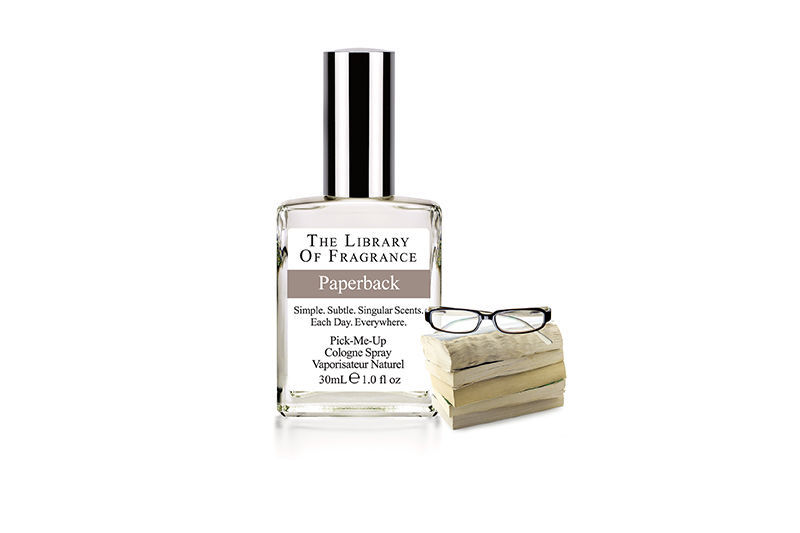 The Library
Of Fragrance
Paperback
Simple. Subtle. Singular Scents.
Each Day. Everywhere.
Pick-Me-Up
Cologne Spray
Vaporisateur Naturel
30mL℮1.0 fl oz